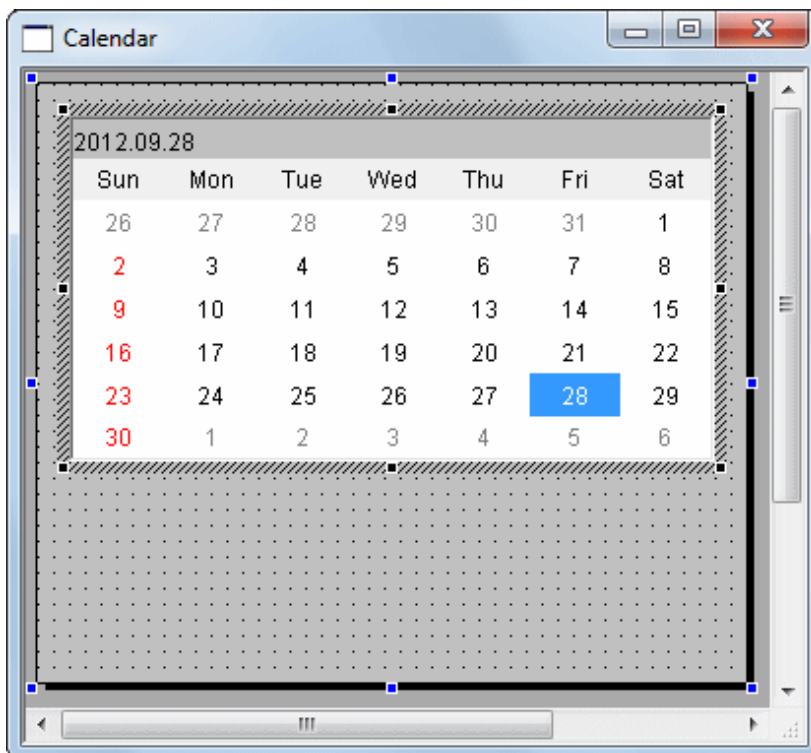 Calendar
2012.09.28
Sun Mon Tue Wed Thu Fri Sat
26 27 28 29 30 31 1
2 3 4 5 6 7 8
9 10 11 12 13 14 15
16 17 18 19 20 21 22
23 24 25 26 27 28 29
30 1 2 3 4 5 6